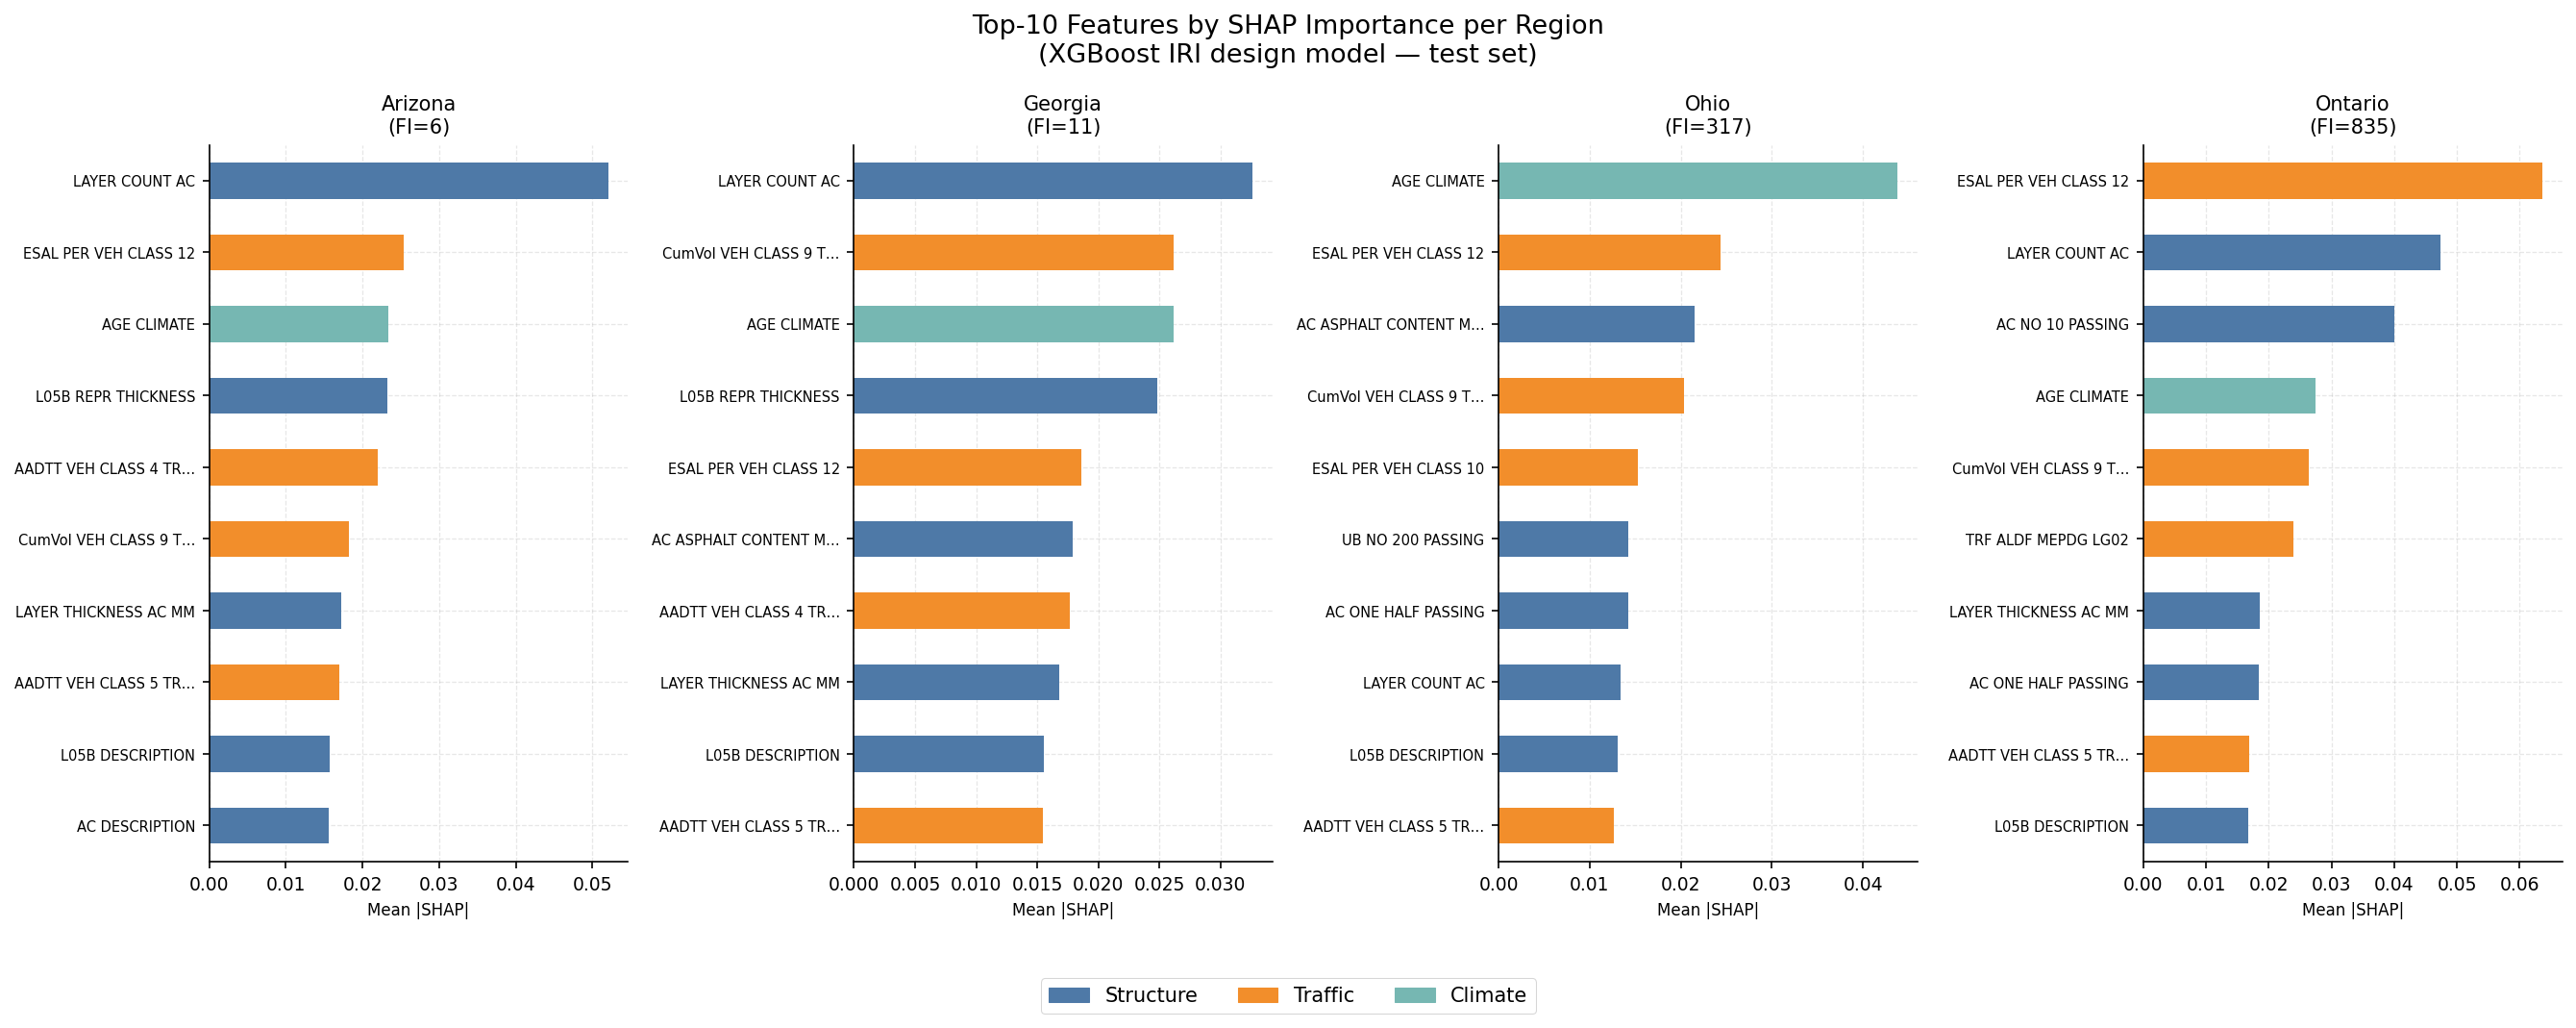 Top-10 Features by SHAP Importance per Region
(XGBoost IRI design model — test set)
Arizona
(FI=6)
LAYER COUNT AC
ESAL PER VEH CLASS 12
AGE CLIMATE
L05B REPR THICKNESS
AADTT VEH CLASS 4 TR...
CumVol VEH CLASS 9 T...
LAYER THICKNESS AC MM
AADTT VEH CLASS 5 TR...
L05B DESCRIPTION
AC DESCRIPTION
0.00 0.01 0.02 0.03 0.04 0.05
Mean |SHAP|
Georgia
(FI=11)
LAYER COUNT AC
CumVol VEH CLASS 9 T...
AGE CLIMATE
L05B REPR THICKNESS
ESAL PER VEH CLASS 12
AC ASPHALT CONTENT M...
AADTT VEH CLASS 4 TR...
LAYER THICKNESS AC MM
L05B DESCRIPTION
AADTT VEH CLASS 5 TR...
0.000 0.005 0.010 0.015 0.020 0.025 0.030
Mean |SHAP|
Ohio
(FI=317)
AGE CLIMATE
ESAL PER VEH CLASS 12
AC ASPHALT CONTENT M...
CumVol VEH CLASS 9 T...
ESAL PER VEH CLASS 10
UB NO 200 PASSING
AC ONE HALF PASSING
LAYER COUNT AC
L05B DESCRIPTION
AADTT VEH CLASS 5 TR...
0.00 0.01 0.02 0.03 0.04
Mean |SHAP|
Ontario
(FI=835)
ESAL PER VEH CLASS 12
LAYER COUNT AC
AC NO 10 PASSING
AGE CLIMATE
CumVol VEH CLASS 9 T...
TRF ALDF MEPDG LG02
LAYER THICKNESS AC MM
AC ONE HALF PASSING
AADTT VEH CLASS 5 TR...
L05B DESCRIPTION
0.00 0.01 0.02 0.03 0.04 0.05 0.06
Mean |SHAP|
Structure Traffic Climate